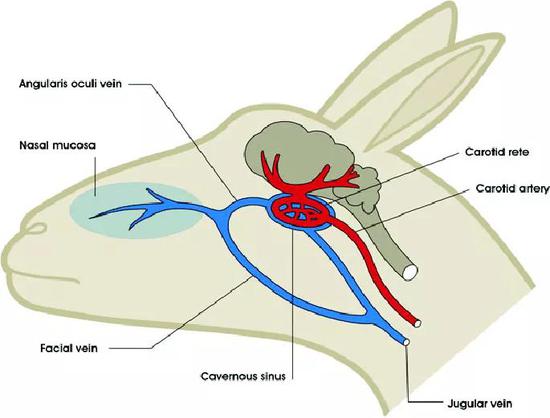 Angularis oculi vein
Nasal mucosa
Carotid rete
Carotid artery
Facial vein
Cavernous sinus
Jugular vein